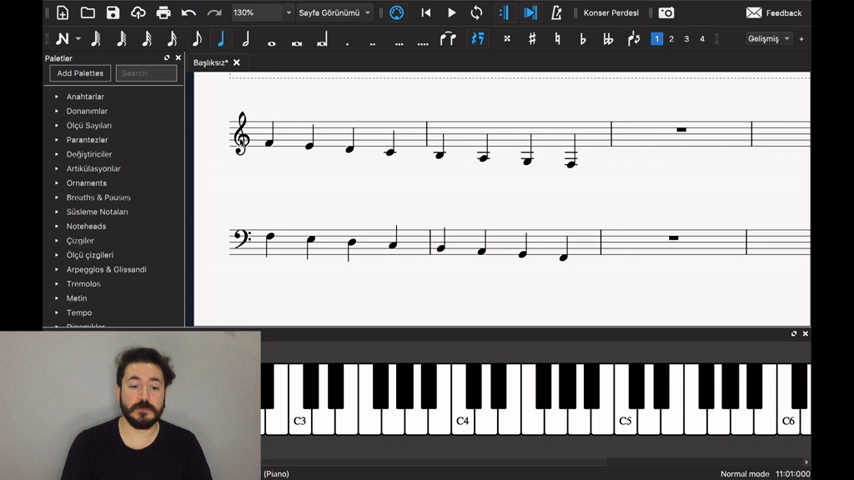 130%
Sayfa Görünümü
Konser Perdesi
Feedback
1 2 3 4
Gelişmiş
+
Paletler
Başlıksız*
Add Palettes
Search
Anahtarlar
Donanımlar
Ölçü Sayıları
Parantezler
Değiştiriciler
Artikülasyonlar
Ornaments
Breaths & Pauses
Süsleme Notaları
Noteheads
Çizgiler
Ölçü çizgileri
Arpeggios & Glissandi
Tremolos
Metin
Tempo
Dinamikler
C3
C4
C5
C6
(Piano)
Normal mode
11:01:000